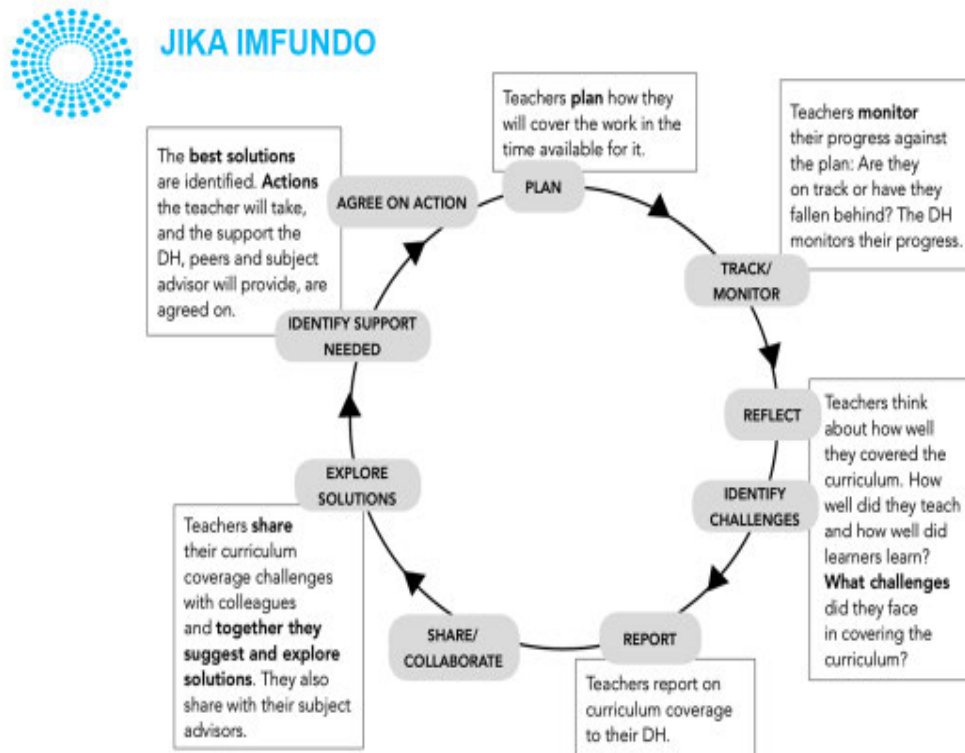 JIKA IMFUNDO
Teachers plan how they
will cover the work in the
time available for it.
PLAN
Teachers monitor
their progress against
the plan: Are they
on track or have they
fallen behind? The DH
monitors their progress.
TRACK/
MONITOR
REFLECT
IDENTIFY
CHALLENGES
Teachers think
about how well
they covered the
curriculum. How
well did they teach
and how well did
learners learn?
What challenges
did they face
in covering the
curriculum?
REPORT
Teachers report on
curriculum coverage
to their DH.
SHARE/
COLLABORATE
EXPLORE
SOLUTIONS
Teachers share
their curriculum
coverage challenges
with colleagues
and together they
suggest and explore
solutions. They also
share with their subject
advisors.
IDENTIFY SUPPORT
NEEDED
AGREE ON ACTION
The best solutions
are identified. Actions
the teacher will take,
and the support the
DH, peers and subject
advisor will provide, are
agreed on.